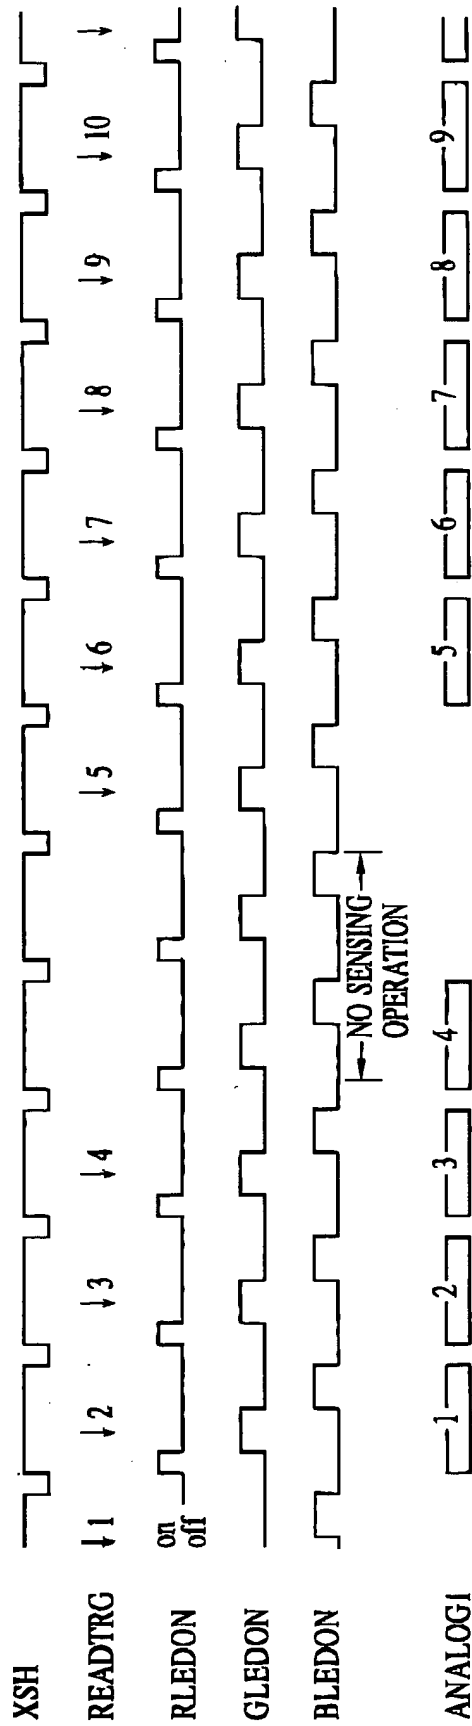 XSH
READTRG 1 2 3 4 5 6 7 8 9 10
RLEDON on
off
GLEDON
BLEDON
NO SENSING
OPERATION
ANALOG1 1 2 3 4 5 6 7 8 9